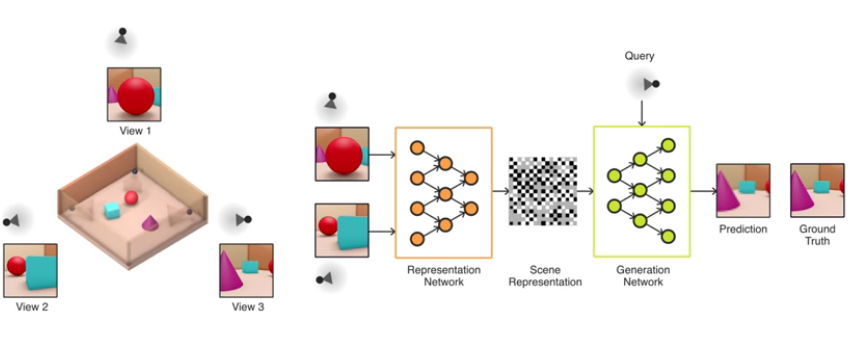 View 1
View 2
View 3
Query
Representation
Network
Scene
Representation
Generation
Network
Prediction
Ground
Truth